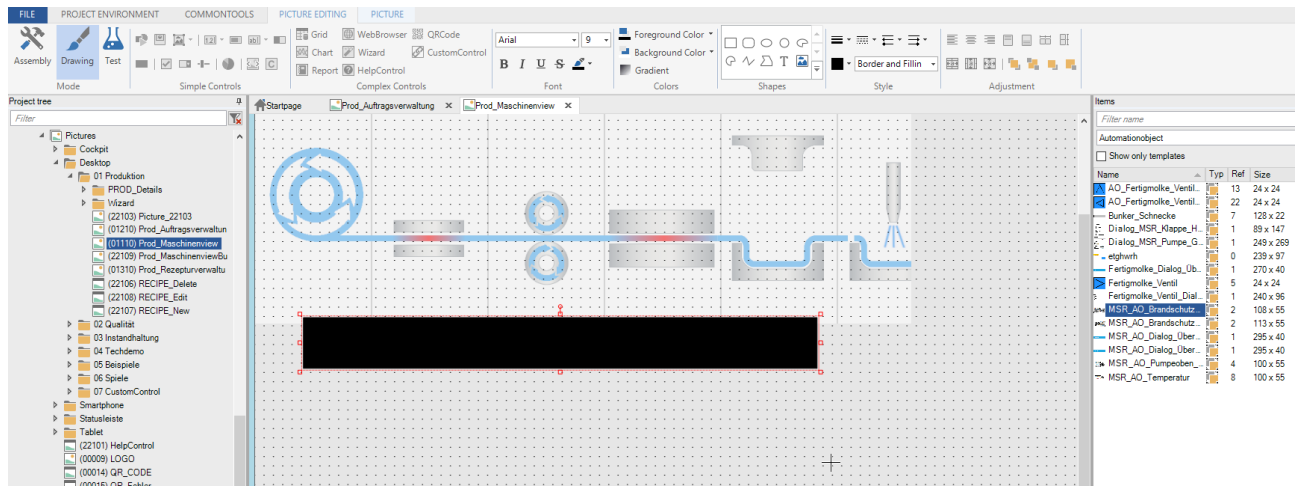 FILE PROJECT ENVIRONMENT COMMONTOOLS PICTURE EDITING PICTURE
Grid WebBrowser QRCode
Chart Wizard CustomControl
Report HelpControl
Arial 9
B I U S
Foreground Color
Background Color
Gradient
Border and Fillin
Assembly Drawing Test
Mode Simple Controls Complex Controls Font Colors Shapes Style Adjustment
Project tree
Filter
Pictures
Cockpit
Desktop
01 Produktion
PROD_Details
Wizard
(22103) Picture_22103
(01210) Prod_Auftragsverwaltun
(01110) Prod_Maschinenview
(22109) Prod_MaschinenviewBu
(01310) Prod_Rezepturverwaltu
(22106) RECIPE_Delete
(22108) RECIPE_Edit
(22107) RECIPE_New
02 Qualität
03 Instandhaltung
04 Techdemo
05 Beispiele
06 Spiele
07 CustomControl
Smartphone
Statusleiste
Tablet
(22101) HelpControl
(00009) LOGO
(00014) QR_CODE
(00015) QR_Fehler
Startpage Prod_Auftragsverwaltung Prod_Maschinenview
Items
Filter name
Automationobject
Show only templates
Name Typ Ref Size
AO_Fertigmolke_Ventil... 13 24 x 24
AO_Fertigmolke_Ventil... 22 24 x 24
Bunker_Schnecke 7 128 x 22
Dialog_MSR_Klappe_H... 1 89 x 147
Dialog_MSR_Pumpe_G... 1 249 x 269
etghwrh 0 239 x 97
Fertigmolke_Dialog_Üb... 1 270 x 40
Fertigmolke_Ventil 5 24 x 24
Fertigmolke_Ventil_Dial... 1 240 x 96
MSR_AO_Brandschutz... 2 108 x 55
MSR_AO_Brandschutz... 2 113 x 55
MSR_AO_Dialog_Über... 1 295 x 40
MSR_AO_Dialog_Über... 1 295 x 40
MSR_AO_Pumpeoben_... 4 100 x 55
MSR_AO_Temperatur 8 100 x 55